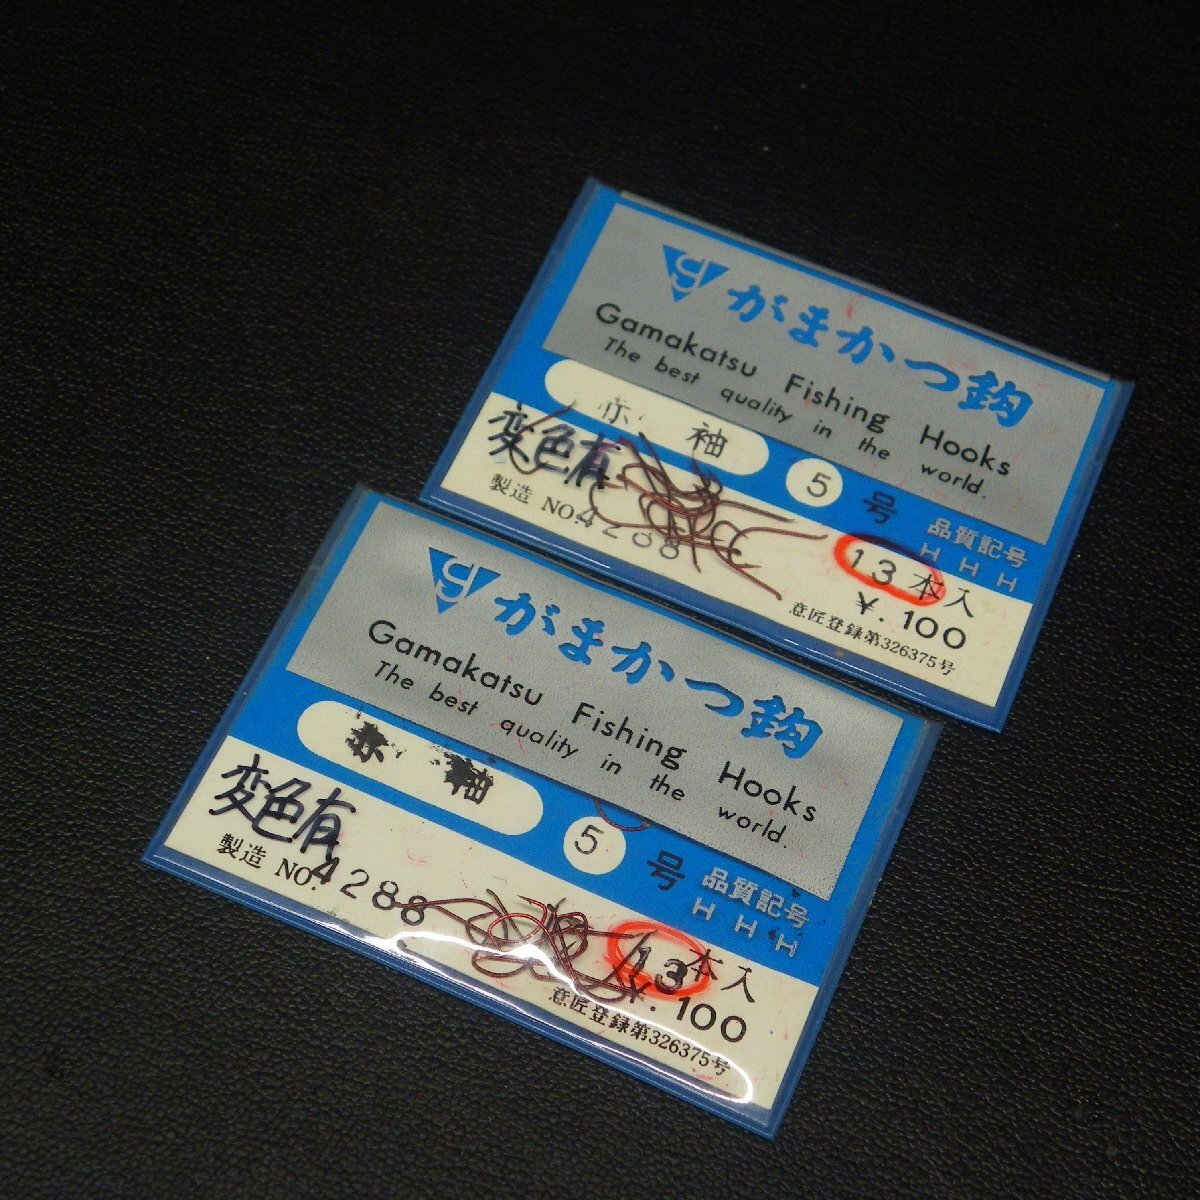 がまかつ鈎
Gamakatsu Fishing Hooks
The best quality in the world.
赤 袖 5 号
変色有
品質記号
H H H
製造 NO. 4288
13本入
¥. 100
意匠登録第326375号
がまかつ鈎
Gamakatsu Fishing Hooks
The best quality in the world.
赤 袖 5 号
変色有
品質記号
H H H
製造 NO. 4288
13本入
¥. 100
意匠登録第326375号